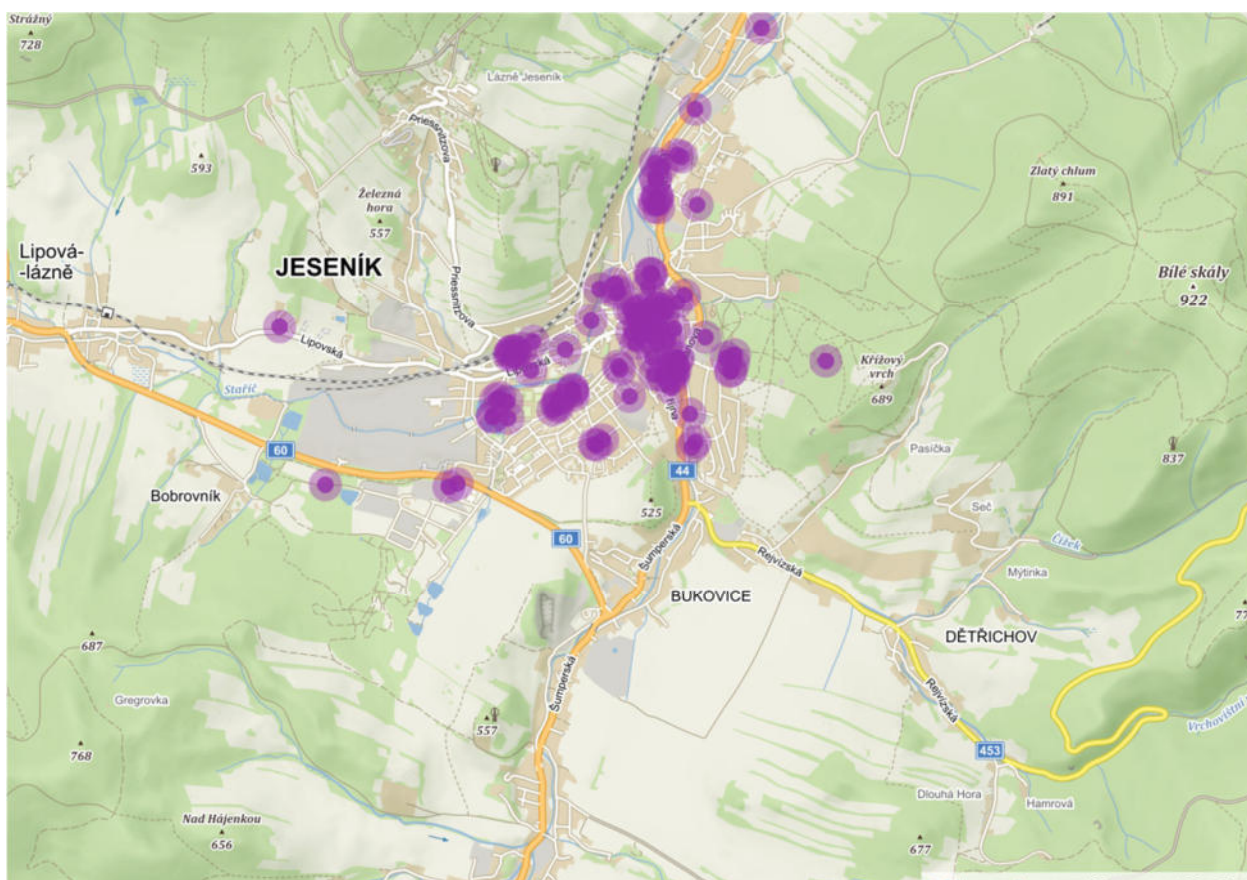 Strážný
728
Lázně Jeseník
Priessnitzova
593
Železná
hora
557
Zlatý chlum
891
Lipová-
-lázně
JESENÍK
Priessnitzova
Bílé skály
922
Lipovská
Staříč
Křížový
vrch
689
Pasíčka
837
60
44
Bobrovník
525
Seč
Čížek
60
Šumperská
Rejvízská
Mýtinka
BUKOVICE
DĚTŘICHOV
687
Gregrovka
Šumperská
Rejvízská
557
Vrchovištní
768
453
Dlouhá Hora
Hamrová
Nad Hájenkou
656
677